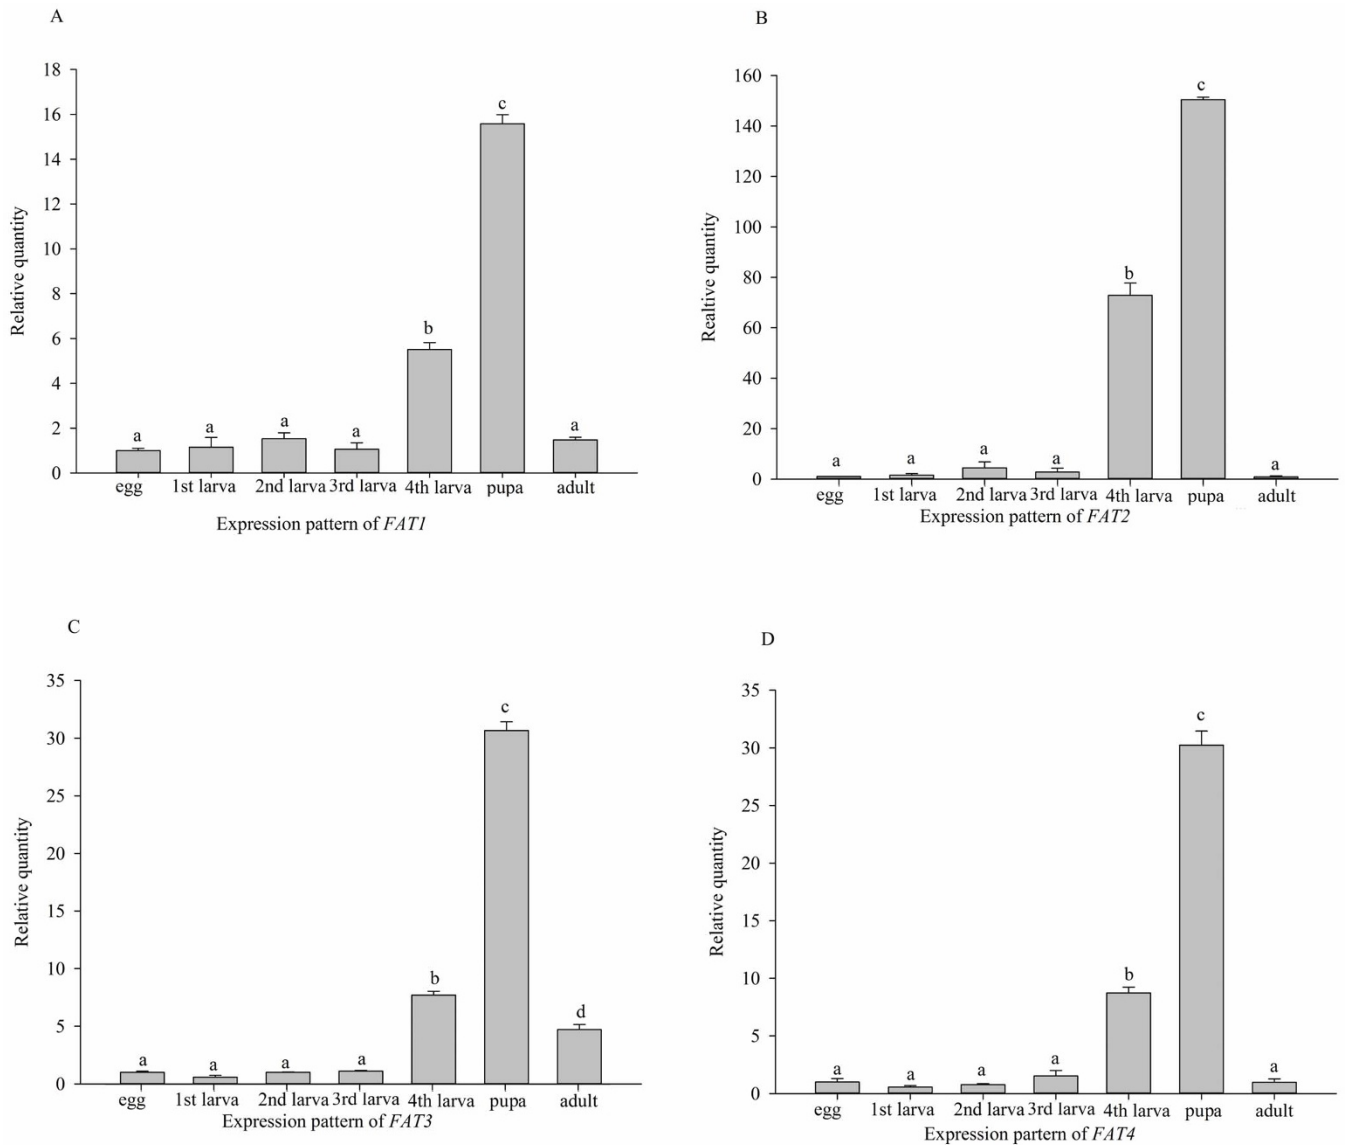 A
18
16
14
12
10
8
6
4
2
0
Relative quantity
a
a
a
a
b
c
a
egg
1st larva
2nd larva
3rd larva
4th larva
pupa
adult
Expression pattern of FAT1
B
160
140
120
100
80
60
40
20
0
Realtive quantity
a
a
a
a
b
c
a
egg
1st larva
2nd larva
3rd larva
4th larva
pupa
adult
Expression pattern of FAT2
C
35
30
25
20
15
10
5
0
Relative quantity
a
a
a
a
b
c
d
egg
1st larva
2nd larva
3rd larva
4th larva
pupa
adult
Expression pattern of FAT3
D
35
30
25
20
15
10
5
0
Relative quantity
a
a
a
a
b
c
a
egg
1st larva
2nd larva
3rd larva
4th larva
pupa
adult
Expression partern of FAT4